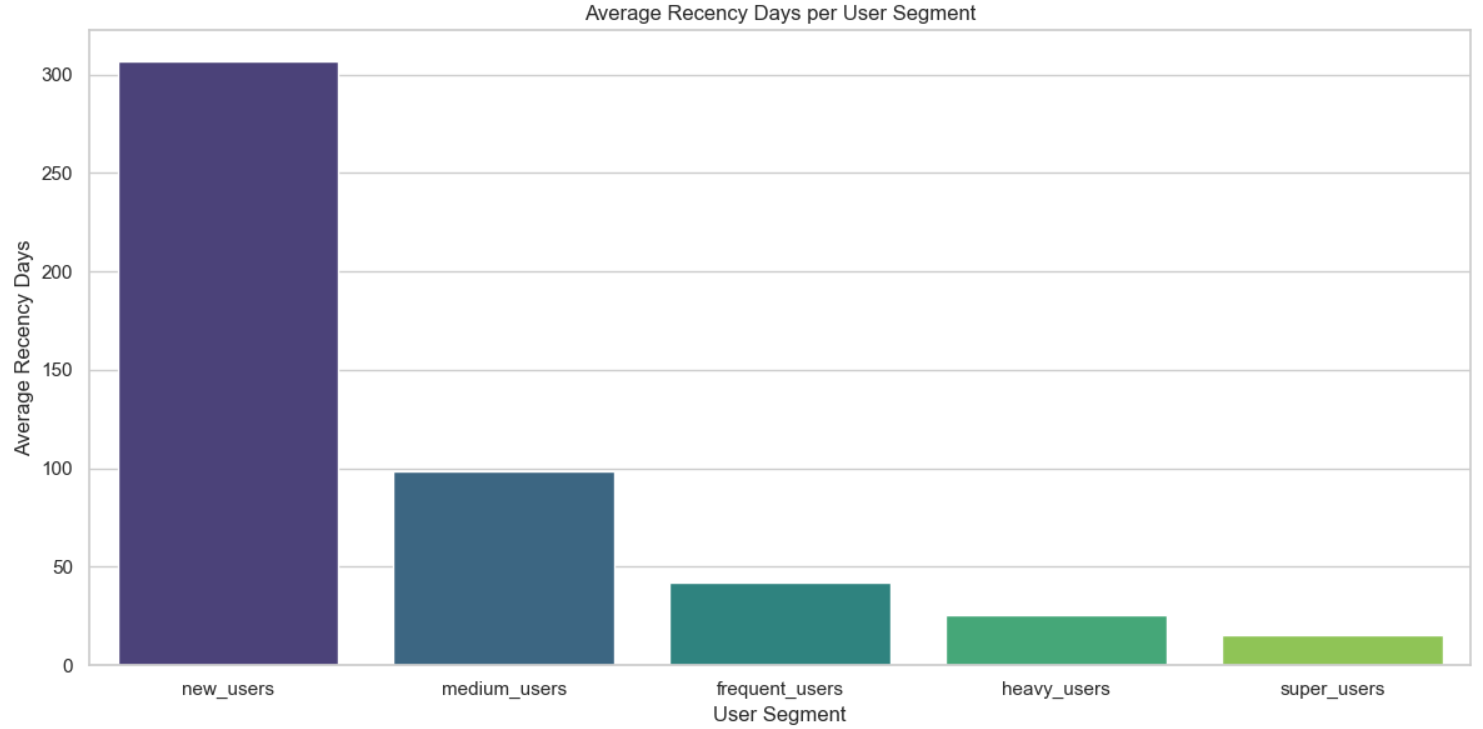 Average Recency Days per User Segment
Average Recency Days
300
250
200
150
100
50
0
new_users
medium_users
frequent_users
heavy_users
super_users
User Segment